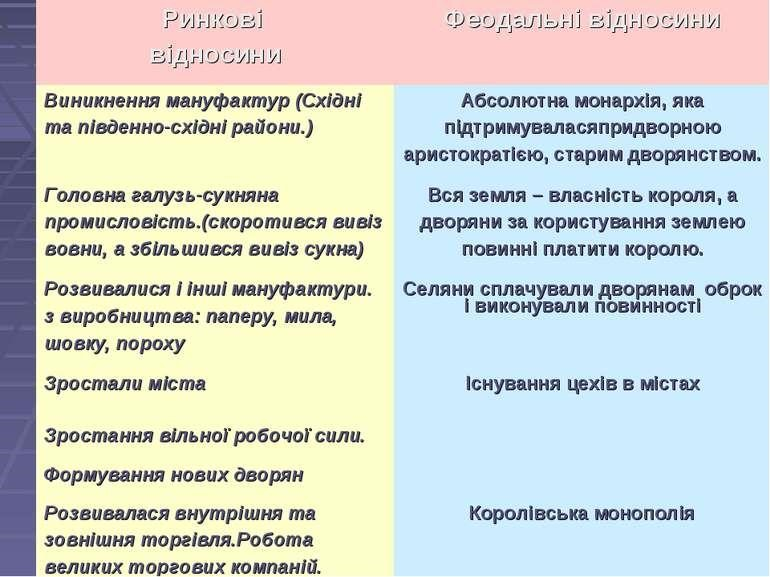 Ринкові
відносини
Феодальні відносини
Виникнення мануфактур (Східні
та південно-східні райони.)
Абсолютна монархія, яка
підтримуваласяпридворною
аристократією, старим дворянством.
Головна галузь-сукняна
промисловість.(скоротився вивіз
вовни, а збільшився вивіз сукна)
Вся земля – власність короля, а
дворяни за користування землею
повинні платити королю.
Розвивалися і інші мануфактури.
з виробництва: паперу, мила,
шовку, пороху
Селяни сплачували дворянам оброк
і виконували повинності
Зростали міста
Існування цехів в містах
Зростання вільної робочої сили.
Формування нових дворян
Розвивалася внутрішня та
зовнішня торгівля.Робота
великих торгових компаній.
Королівська монополія